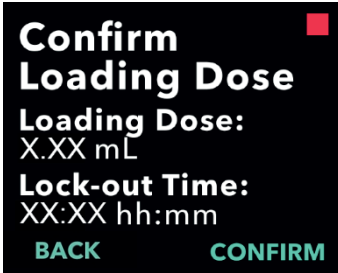 Confirm
Loading Dose
Loading Dose:
X.XX mL
Lock-out Time:
XX:XX hh:mm
BACK CONFIRM